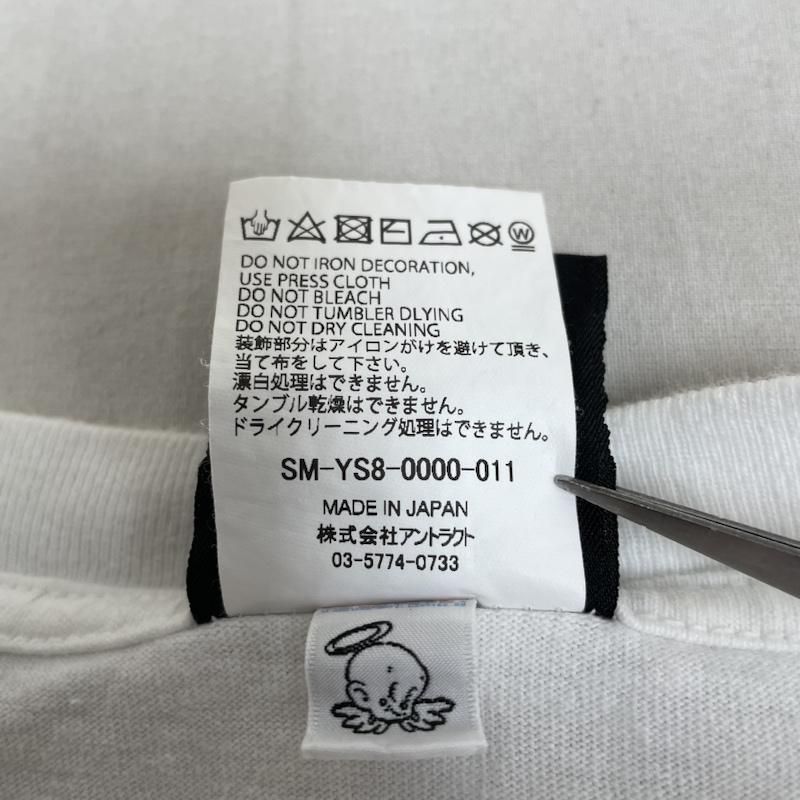 W
DO NOT IRON DECORATION,
USE PRESS CLOTH
DO NOT BLEACH
DO NOT TUMBLER DLYING
DO NOT DRY CLEANING
装飾部分はアイロンがけを避けて頂き、
当て布をして下さい。
漂白処理はできません。
タンブル乾燥はできません。
ドライクリーニング処理はできません。
SM-YS8-0000-011
MADE IN JAPAN
株式会社アントラクト
03-5774-0733